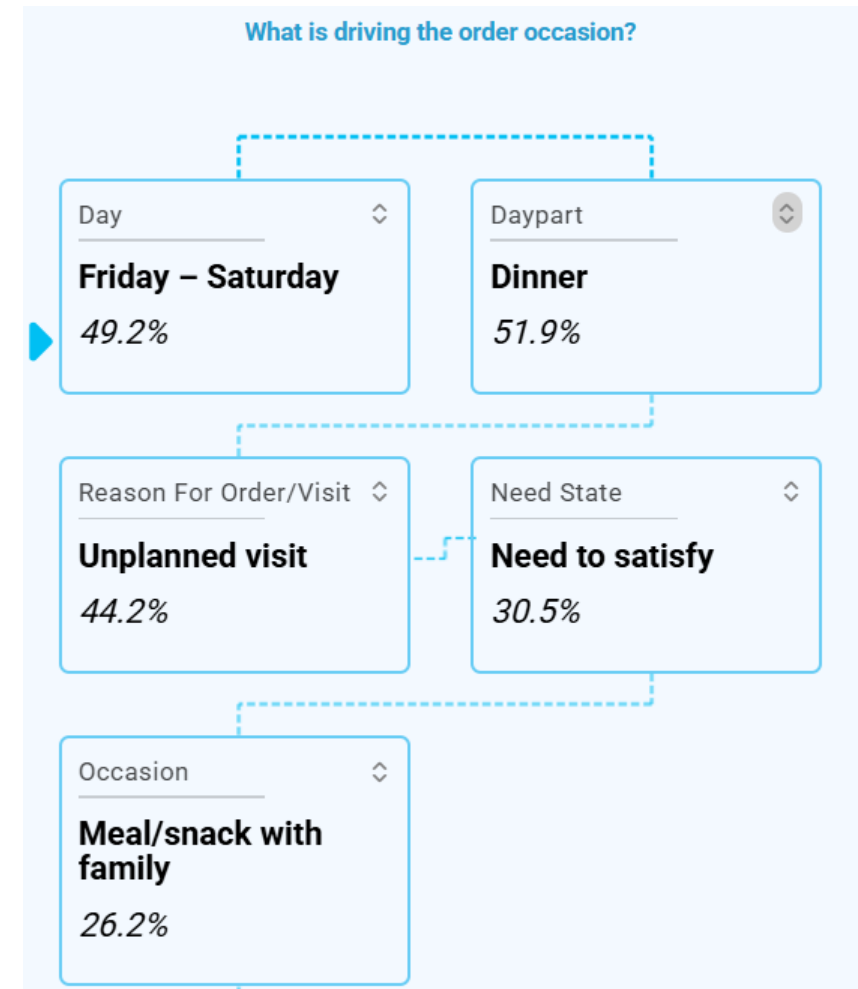 What is driving the order occasion?
Day
Friday – Saturday
49.2%
Daypart
Dinner
51.9%
Reason For Order/Visit
Unplanned visit
44.2%
Need State
Need to satisfy
30.5%
Occasion
Meal/snack with
family
26.2%